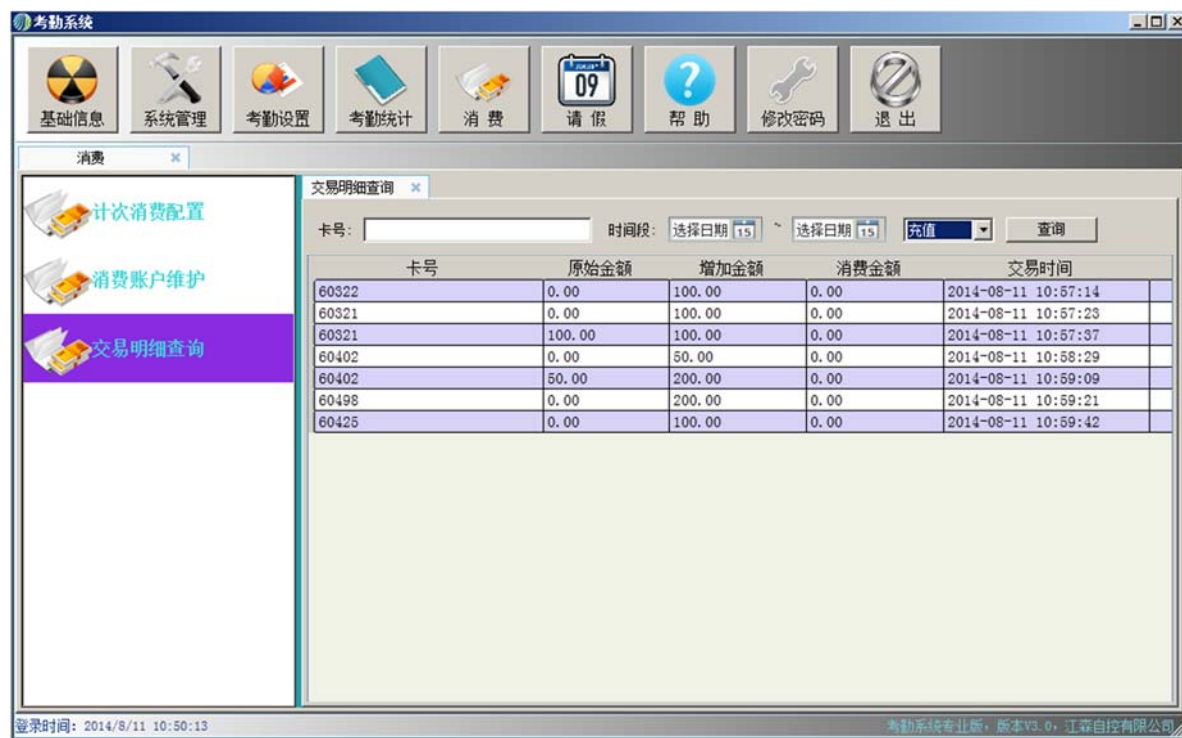 考勤系统
基础信息 系统管理 考勤设置 考勤统计 消 费 请 假 帮 助 修改密码 退 出
09
消费
计次消费配置
消费账户维护
交易明细查询
交易明细查询
卡号: 时间段: 选择日期 15 ~ 选择日期 15 充值 查询
卡号 原始金额 增加金额 消费金额 交易时间
60322 0.00 100.00 0.00 2014-08-11 10:57:14
60321 0.00 100.00 0.00 2014-08-11 10:57:23
60321 100.00 100.00 0.00 2014-08-11 10:57:37
60402 0.00 50.00 0.00 2014-08-11 10:58:29
60402 50.00 200.00 0.00 2014-08-11 10:59:09
60498 0.00 200.00 0.00 2014-08-11 10:59:21
60425 0.00 100.00 0.00 2014-08-11 10:59:42
登录时间: 2014/8/11 10:50:13
考勤系统专业版, 版本V3.0, 江森自控有限公司